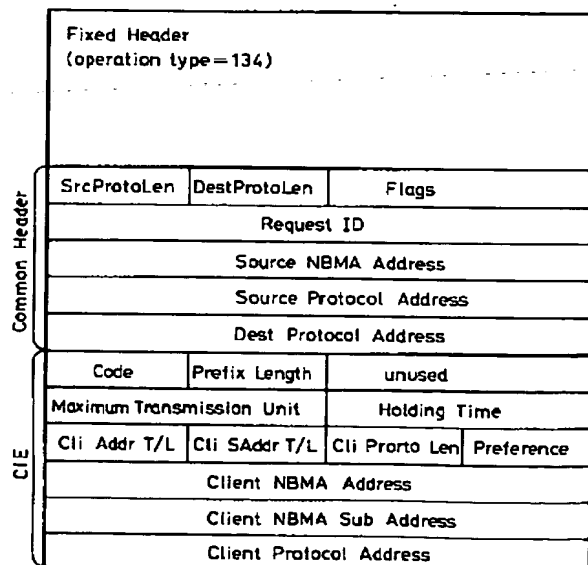 Fixed Header
(operation type=134)
Common Header
SrcProtoLen DestProtoLen Flags
Request ID
Source NBMA Address
Source Protocol Address
Dest Protocol Address
CIE
Code Prefix Length unused
Maximum Transmission Unit Holding Time
Cli Addr T/L Cli SAddr T/L Cli Prorto Len Preference
Client NBMA Address
Client NBMA Sub Address
Client Protocol Address